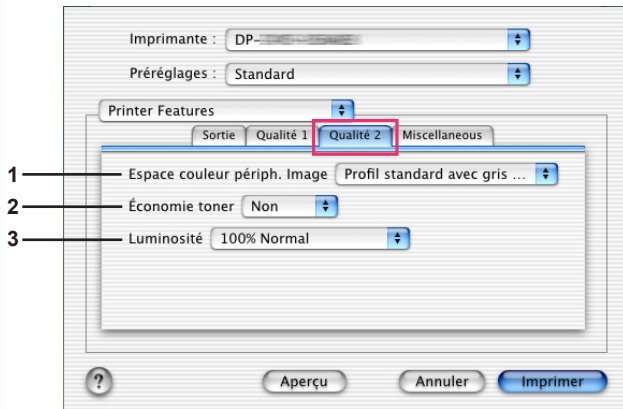 Imprimante : DP-
Préréglages : Standard
Printer Features
Sortie Qualité 1 Qualité 2 Miscellaneous
1 Espace couleur périph. Image Profil standard avec gris ...
2 Économie toner Non
3 Luminosité 100% Normal
? Aperçu Annuler Imprimer